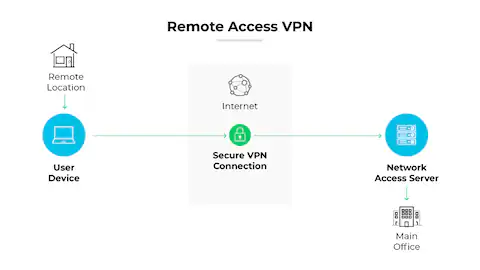 Remote Access VPN
Remote
Location
Internet
User
Device
Secure VPN
Connection
Network
Access Server
Main
Office